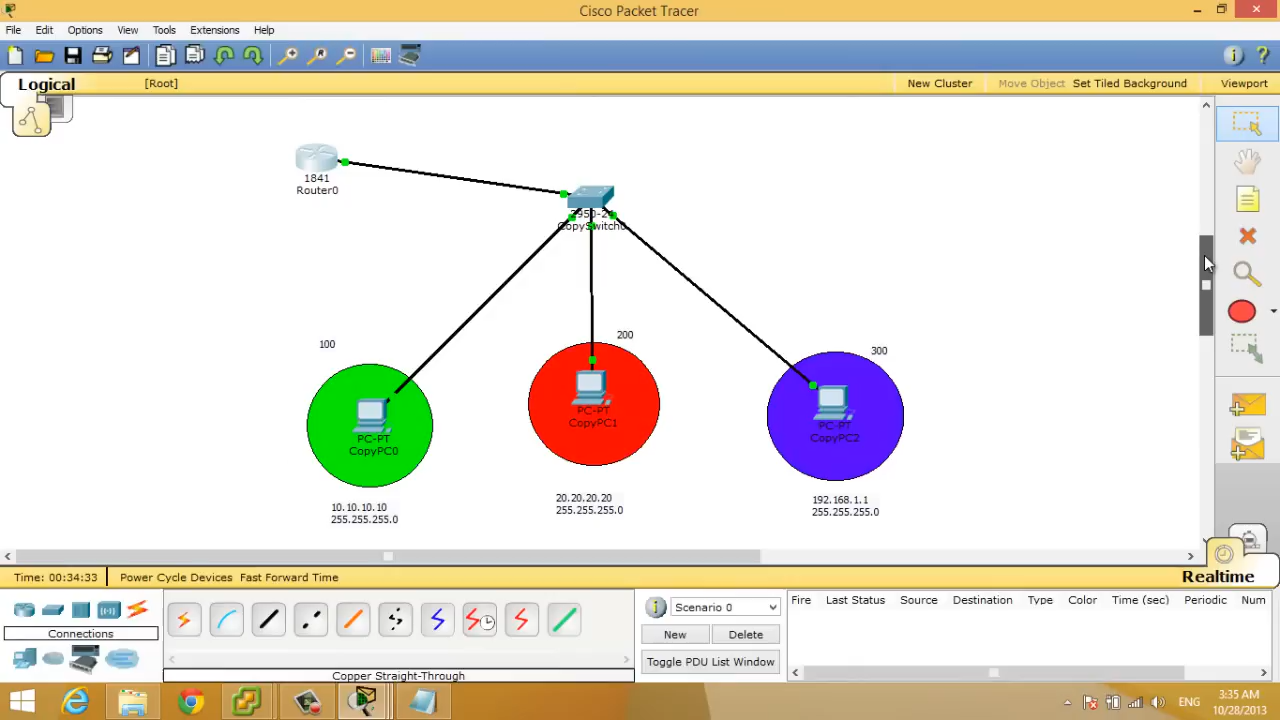 Cisco Packet Tracer
File Edit Options View Tools Extensions Help
Logical [Root] New Cluster Move Object Set Tiled Background Viewport
1841
Router0
2950-24
CopySwitch0
100
200
300
PC-PT
CopyPC0
PC-PT
CopyPC1
PC-PT
CopyPC2
10.10.10.10
255.255.255.0
20.20.20.20
255.255.255.0
192.168.1.1
255.255.255.0
Time: 00:34:33 Power Cycle Devices Fast Forward Time Realtime
Connections
Copper Straight-Through
Scenario 0
New Delete
Toggle PDU List Window
Fire Last Status Source Destination Type Color Time (sec) Periodic Num
ENG
3:35 AM
10/28/2013